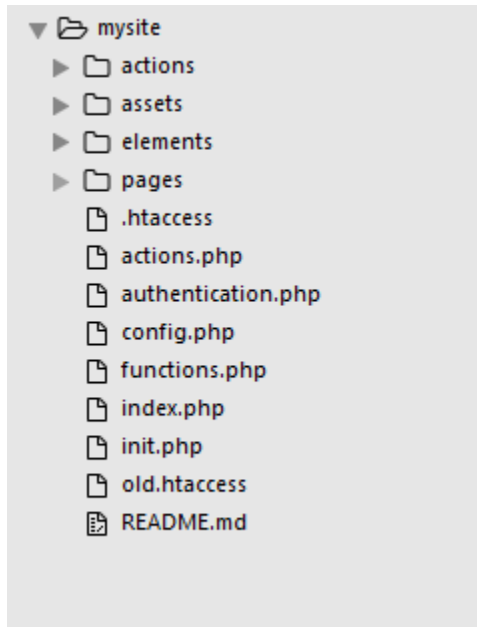 mysite
actions
assets
elements
pages
.htaccess
actions.php
authentication.php
config.php
functions.php
index.php
init.php
old.htaccess
README.md